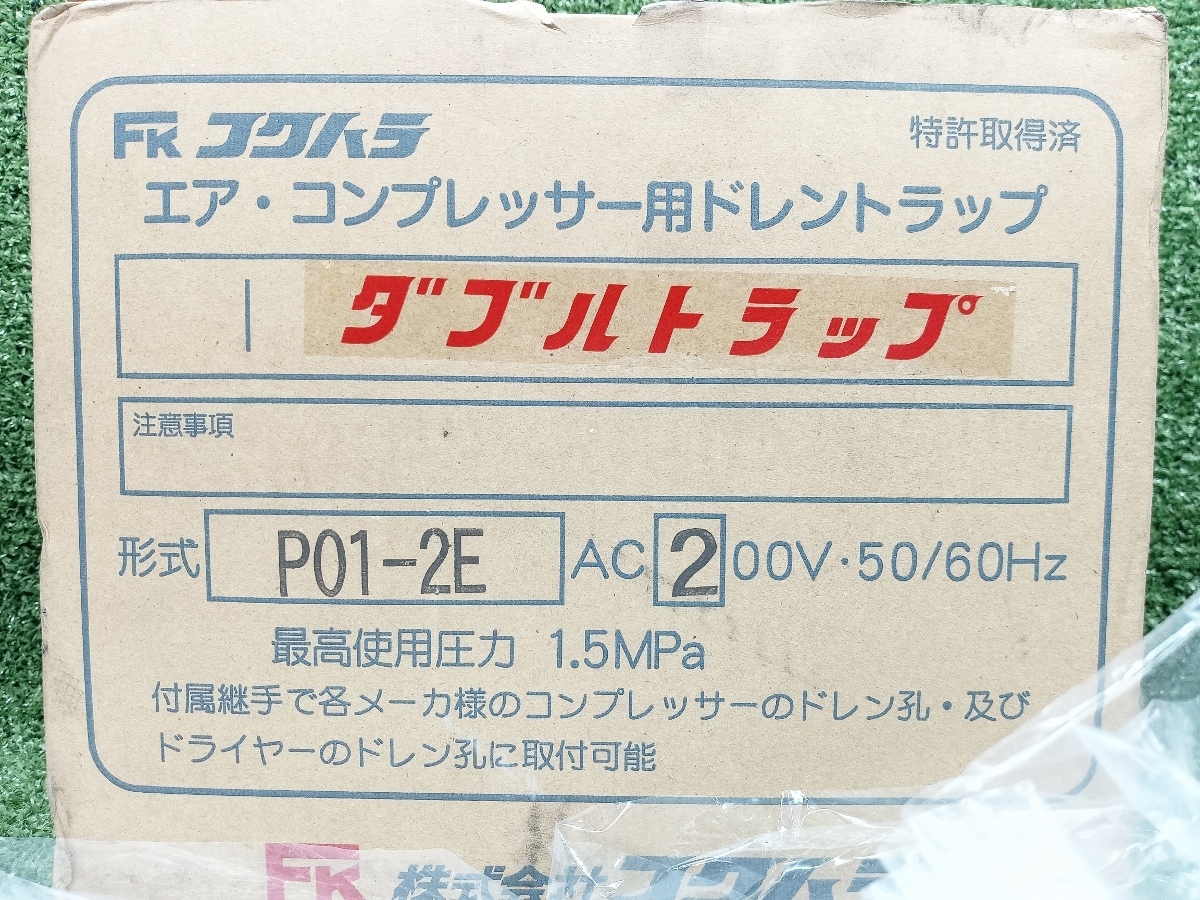 FK フクハラ
特許取得済
エア・コンプレッサー用ドレントラップ
ダブルトラップ
注意事項
形式 P01-2E AC 200V・50/60Hz
最高使用圧力 1.5MPa
付属継手で各メーカ様のコンプレッサーのドレン孔・及び
ドライヤーのドレン孔に取付可能
FK 株式会社フクハラ